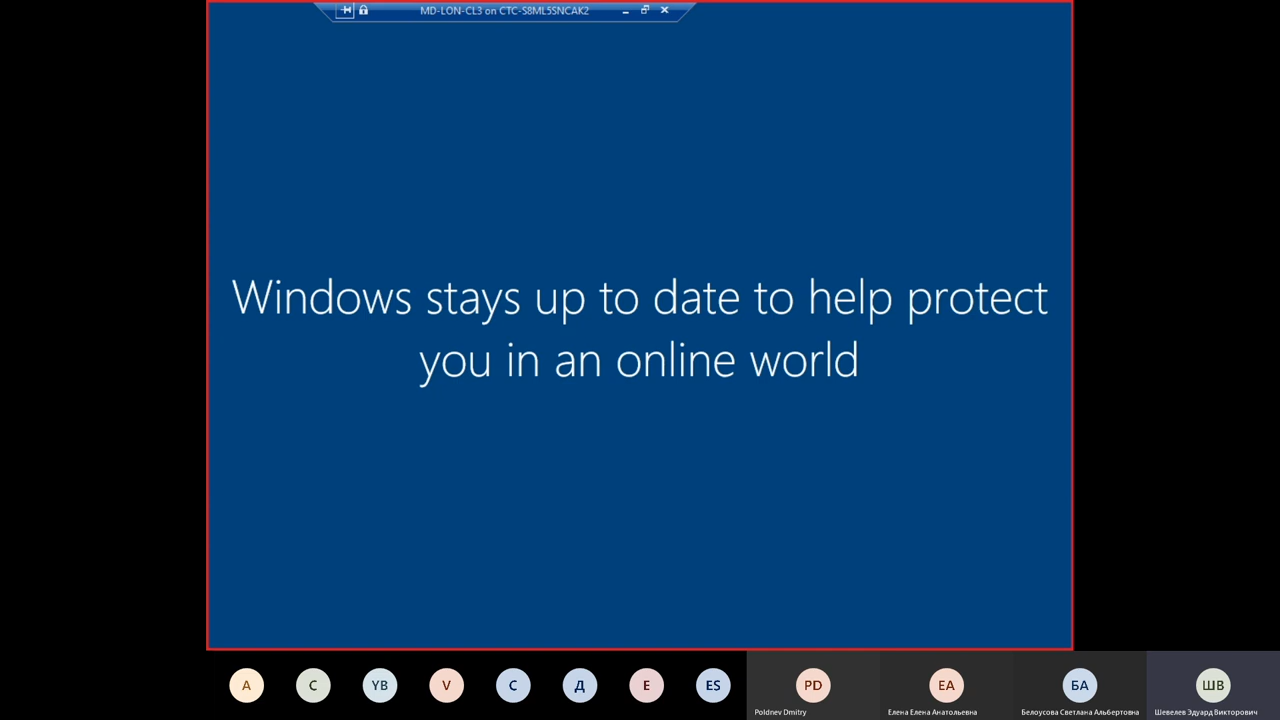 MD-LON-CL3 on CTC-S8ML5SNCAK2
Windows stays up to date to help protect
you in an online world
A
C
YB
V
C
Д
E
ES
PD
EA
БА
ШВ
Poldnev Dmitry
Елена Елена Анатольевна
Белоусова Светлана Альбертовна
Шевелев Эдуард Викторович